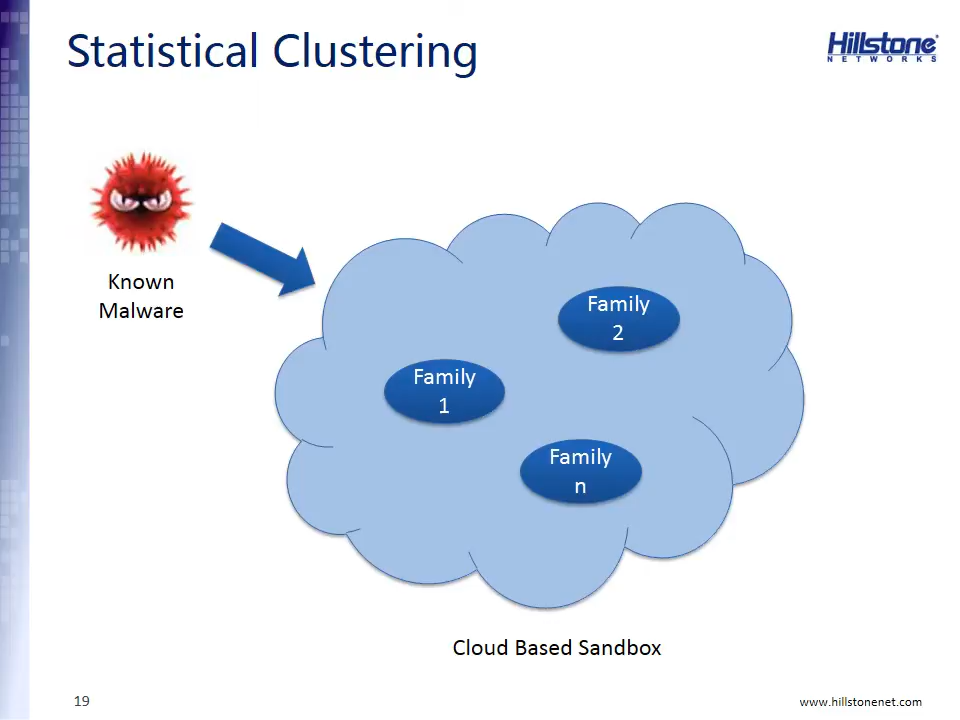 Statistical Clustering
Hillstone
NETWORKS
Known
Malware
Family
2
Family
1
Family
n
Cloud Based Sandbox
19
www.hillstonenet.com